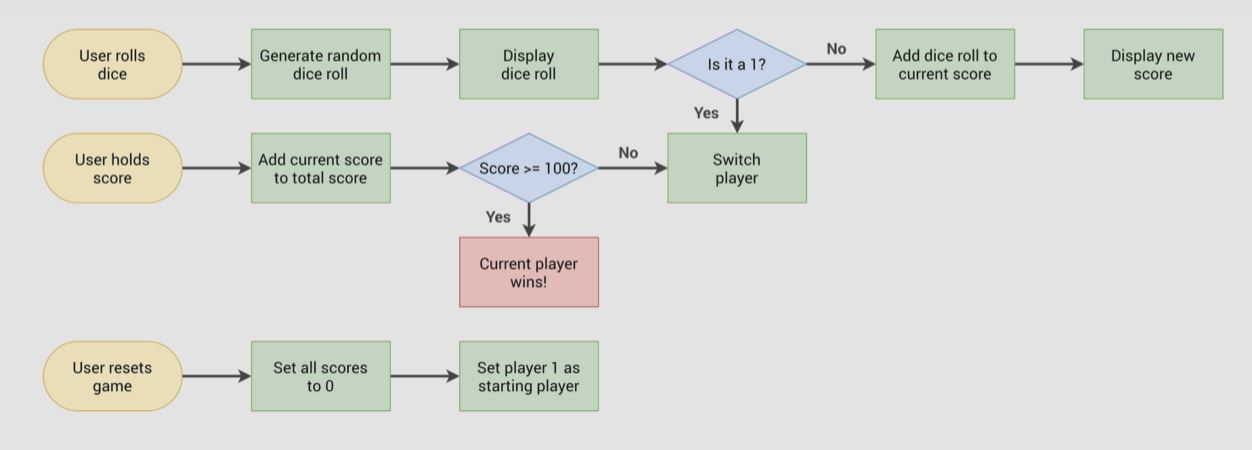 User rolls
dice
Generate random
dice roll
Display
dice roll
Is it a 1?
No
Add dice roll to
current score
Display new
score
Yes
User holds
score
Add current score
to total score
Score >= 100?
No
Switch
player
Yes
Current player
wins!
User resets
game
Set all scores
to 0
Set player 1 as
starting player